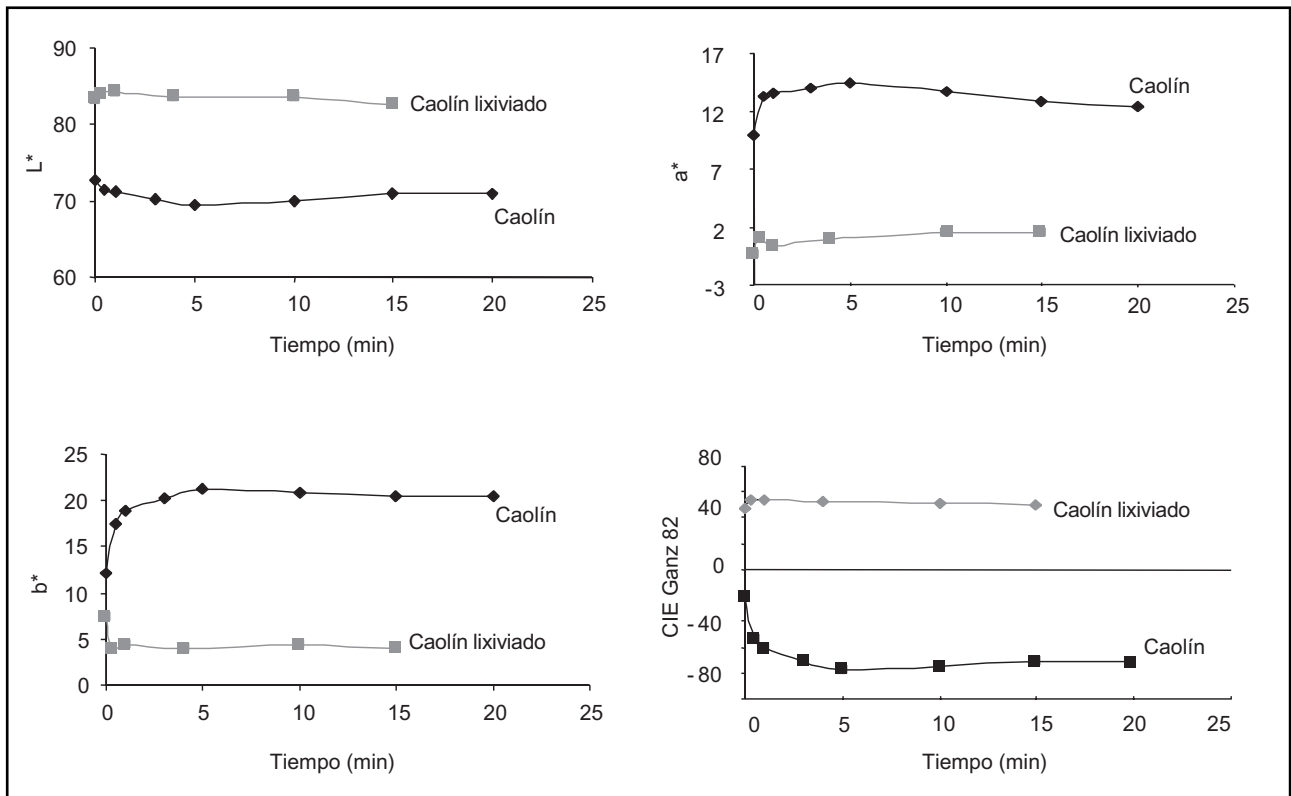 90
80
70
60
L*
Caolín lixiviado
Caolín
0 5 10 15 20 25
Tiempo (min)
17
12
7
2
-3
a*
Caolín
Caolín lixiviado
0 5 10 15 20 25
Tiempo (min)
25
20
15
10
5
0
b*
Caolín
Caolín lixiviado
0 5 10 15 20 25
Tiempo (min)
80
40
0
- 40
- 80
CIE Ganz 82
Caolín lixiviado
Caolín
0 5 10 15 20 25
Tiempo (min)